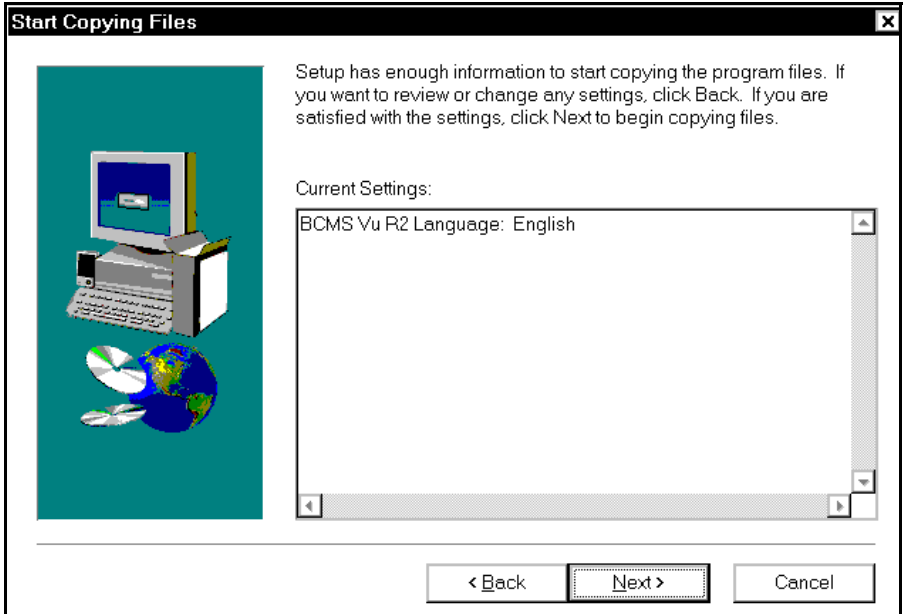 Start Copying Files
Setup has enough information to start copying the program files. If
you want to review or change any settings, click Back. If you are
satisfied with the settings, click Next to begin copying files.
Current Settings:
BCMS Vu R2 Language: English
< Back
Next >
Cancel